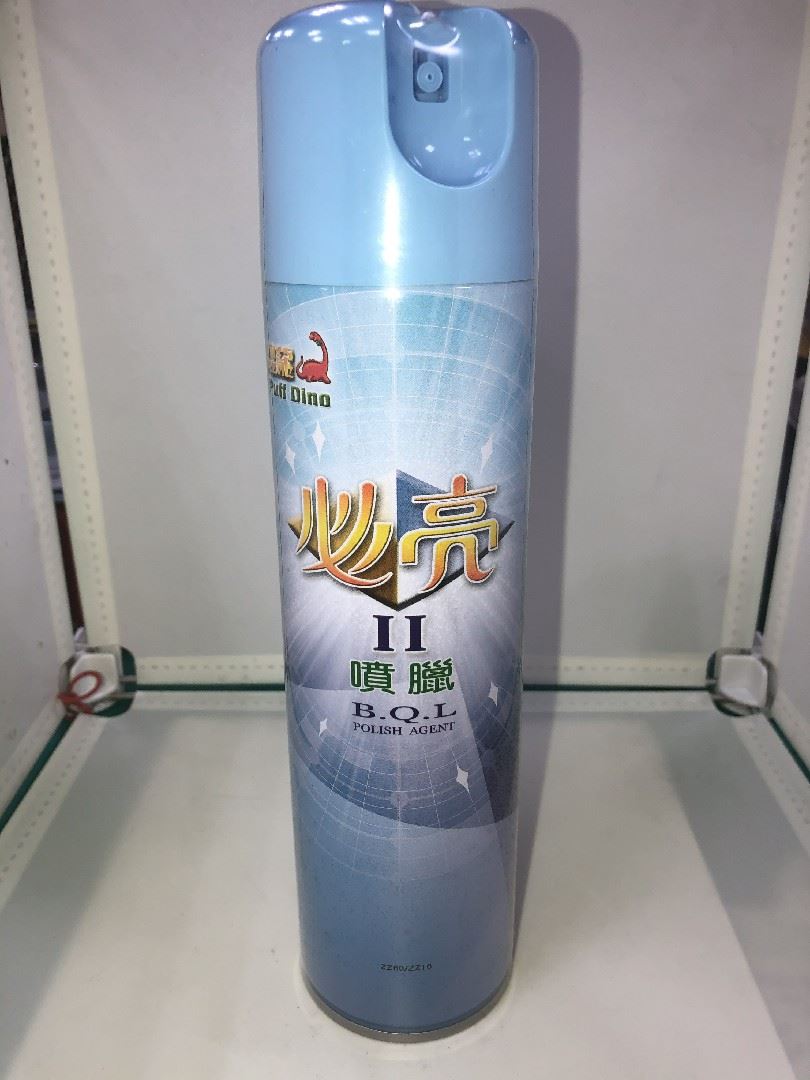 Puff Dino
必亮
II
噴臘
B.Q.L
POLISH AGENT